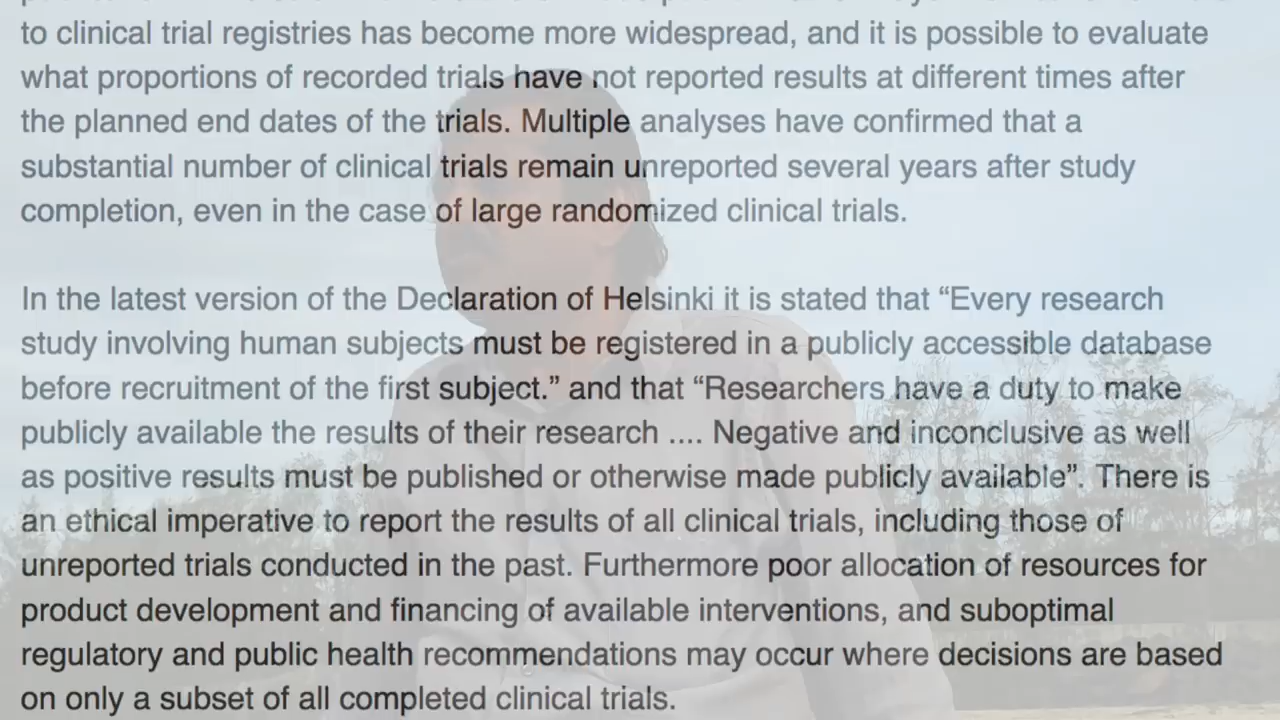 to clinical trial registries has become more widespread, and it is possible to evaluate
what proportions of recorded trials have not reported results at different times after
the planned end dates of the trials. Multiple analyses have confirmed that a
substantial number of clinical trials remain unreported several years after study
completion, even in the case of large randomized clinical trials.
In the latest version of the Declaration of Helsinki it is stated that “Every research
study involving human subjects must be registered in a publicly accessible database
before recruitment of the first subject.” and that “Researchers have a duty to make
publicly available the results of their research .... Negative and inconclusive as well
as positive results must be published or otherwise made publicly available”. There is
an ethical imperative to report the results of all clinical trials, including those of
unreported trials conducted in the past. Furthermore poor allocation of resources for
product development and financing of available interventions, and suboptimal
regulatory and public health recommendations may occur where decisions are based
on only a subset of all completed clinical trials.